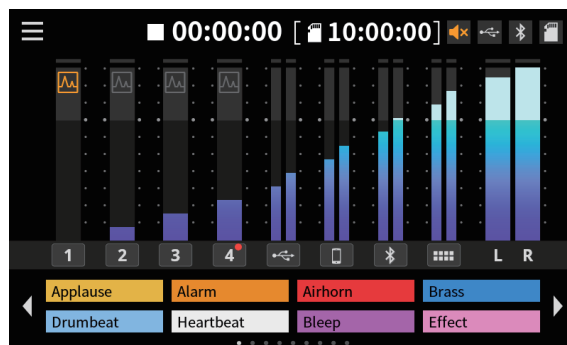 00:00:00 [ 10:00:00]
1 2 3 4 L R
Applause Alarm Airhorn Brass
Drumbeat Heartbeat Bleep Effect